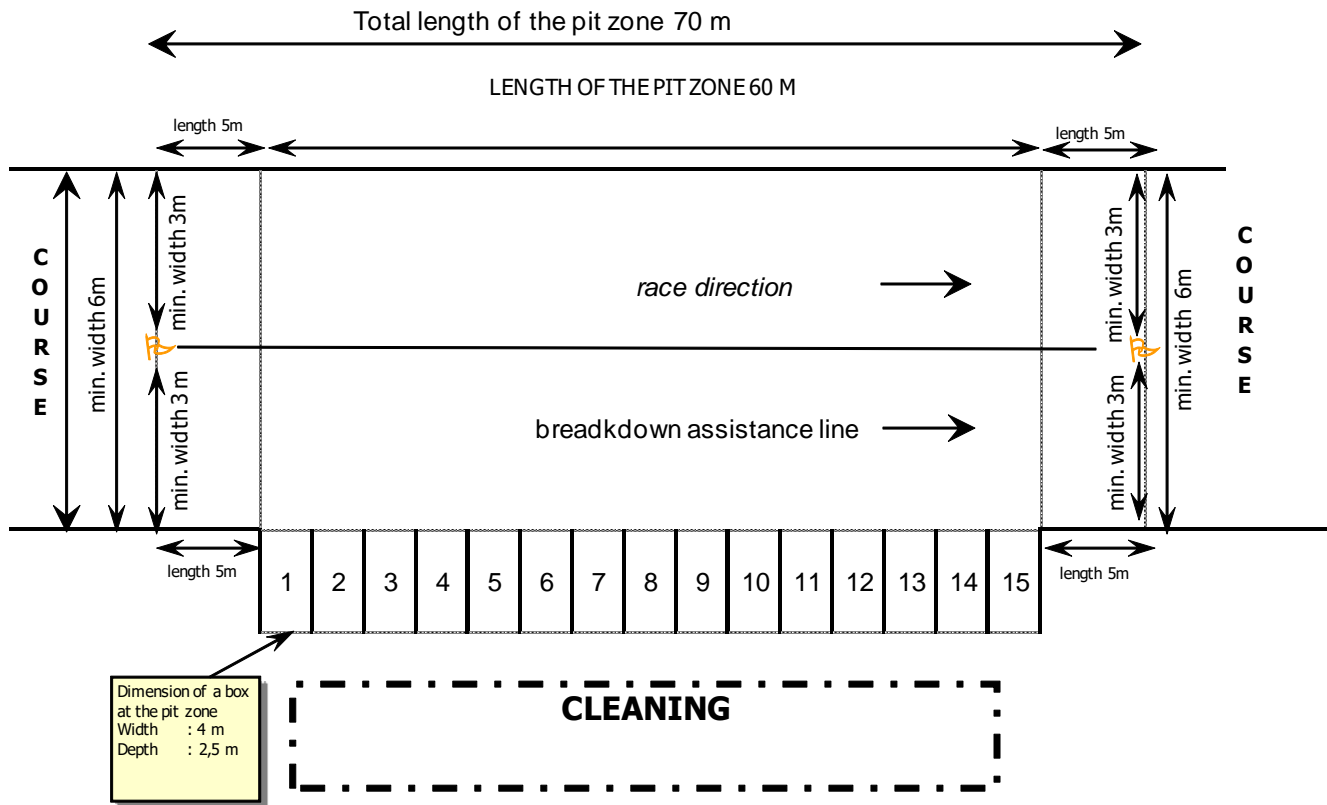 Total length of the pit zone 70 m
LENGTH OF THE PIT ZONE 60 M
length 5m
length 5m
COURSE
min. width 6m
min. width 3m
min. width 3 m
race direction
breadkdown assistance line
min. width 3m
min. width 3m
min. width 6m
COURSE
length 5m
length 5m
1 2 3 4 5 6 7 8 9 10 11 12 13 14 15
Dimension of a box
at the pit zone
Width : 4 m
Depth : 2,5 m
CLEANING